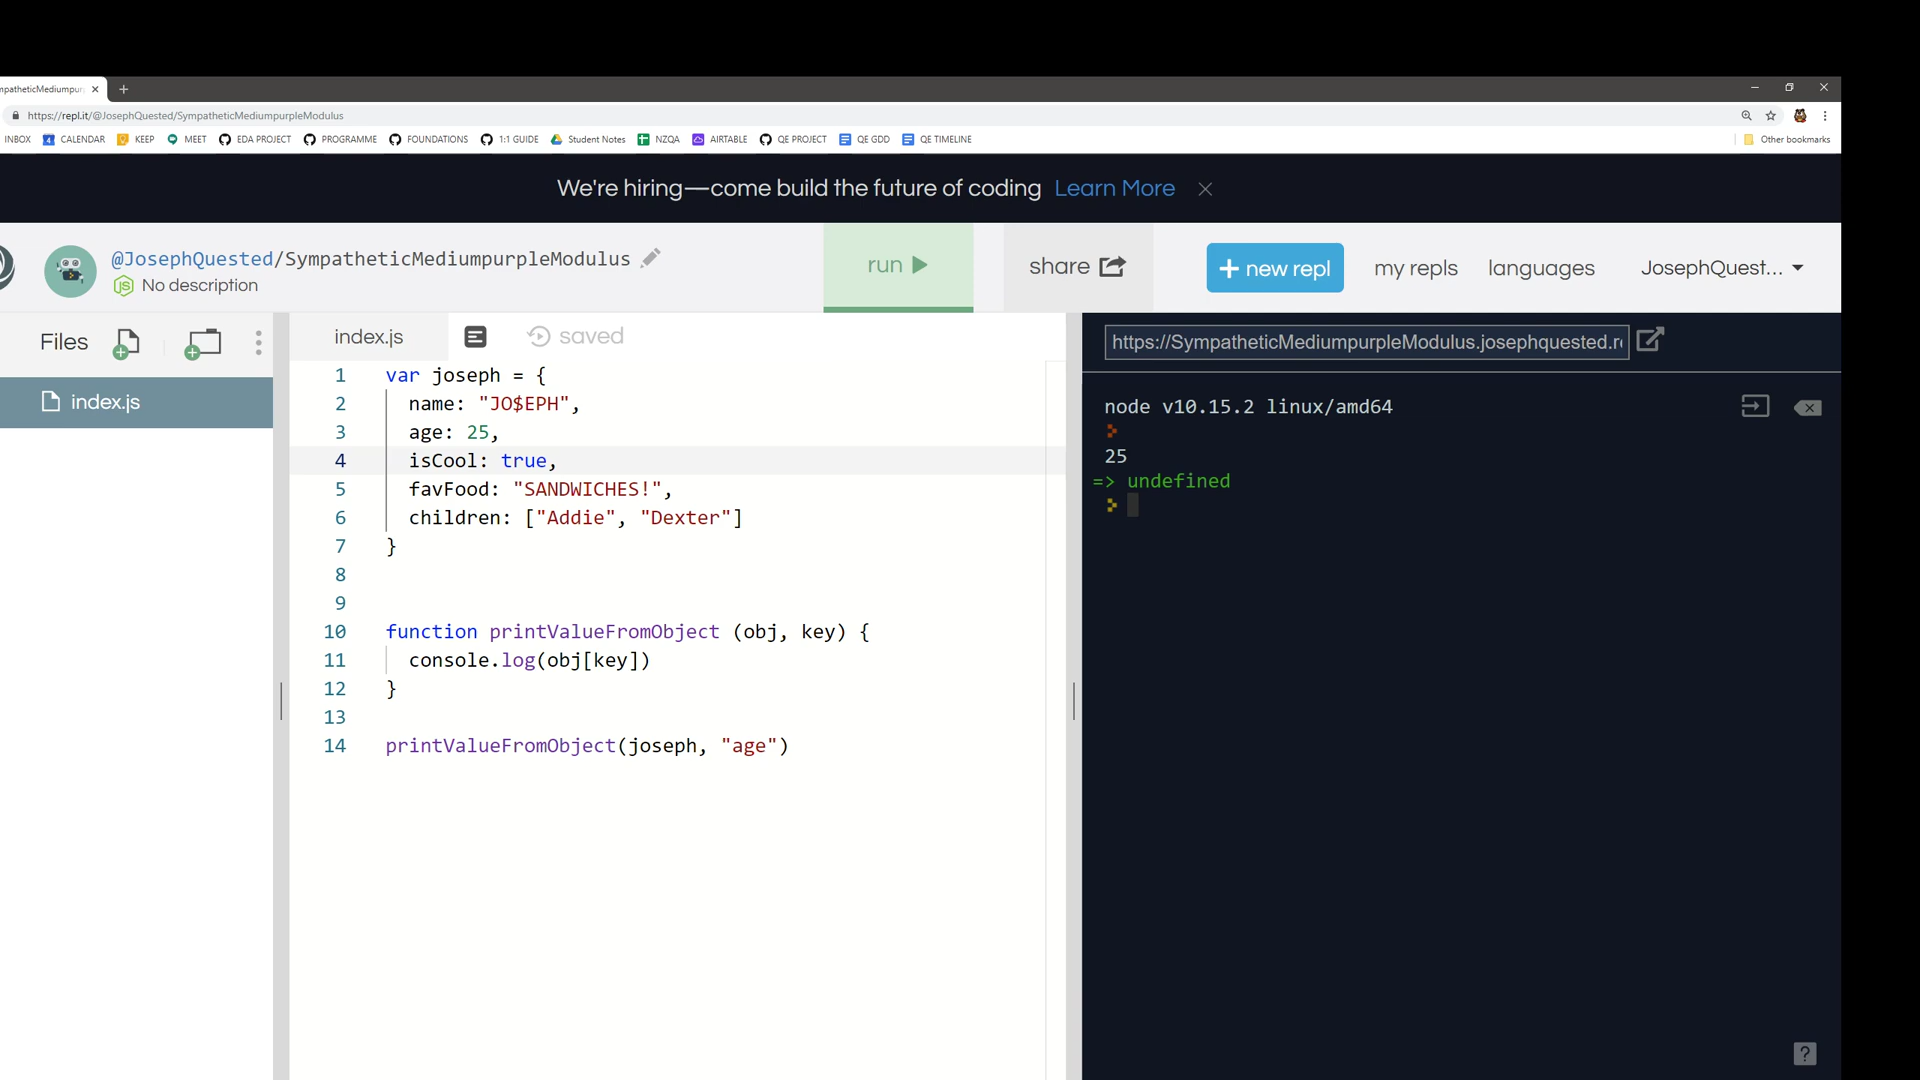 mpatheticMediumpur
https://repl.it/@JosephQuested/SympatheticMediumpurpleModulus
INBOX CALENDAR KEEP MEET EDA PROJECT PROGRAMME FOUNDATIONS 1:1 GUIDE Student Notes NZQA AIRTABLE QE PROJECT QE GDD QE TIMELINE Other bookmarks
We're hiring—come build the future of coding Learn More
@JosephQuested/SympatheticMediumpurpleModulus
No description
run
share
+ new repl
my repls
languages
JosephQuest...
Files
index.js
index.js
saved
1 var joseph = {
2 name: "JO$EPH",
3 age: 25,
4 isCool: true,
5 favFood: "SANDWICHES!",
6 children: ["Addie", "Dexter"]
7 }
8
9
10 function printValueFromObject (obj, key) {
11 console.log(obj[key])
12 }
13
14 printValueFromObject(joseph, "age")
https://SympatheticMediumpurpleModulus.josephquested.r
node v10.15.2 linux/amd64
25
=> undefined
?